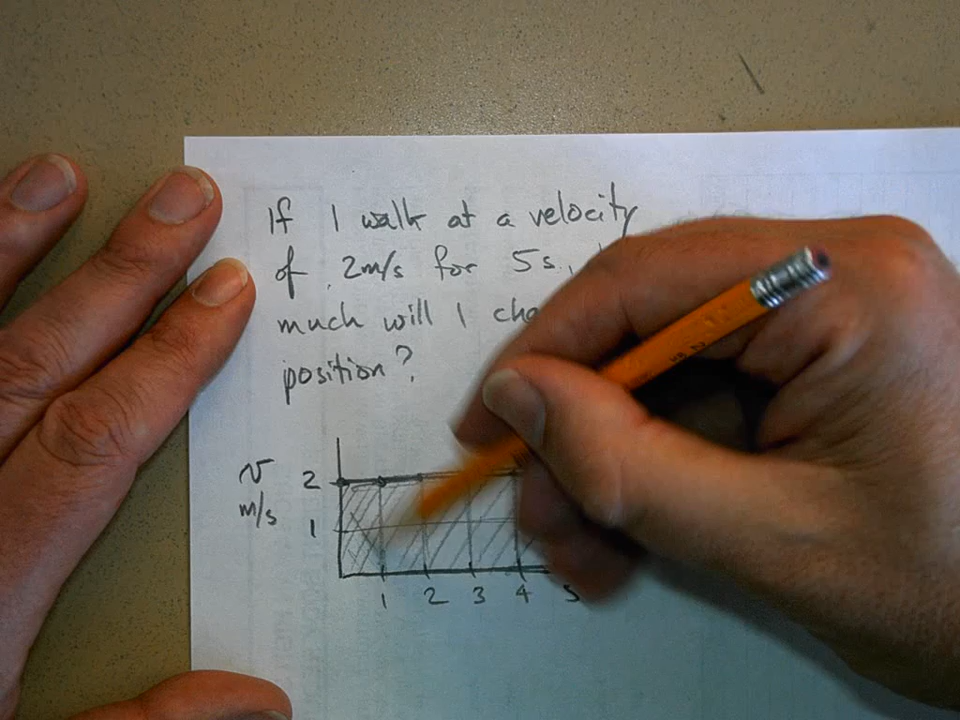 If I walk at a velocity
of 2m/s for 5s,
much will I
position?
v
m/s
2
1
1 2 3 4 5